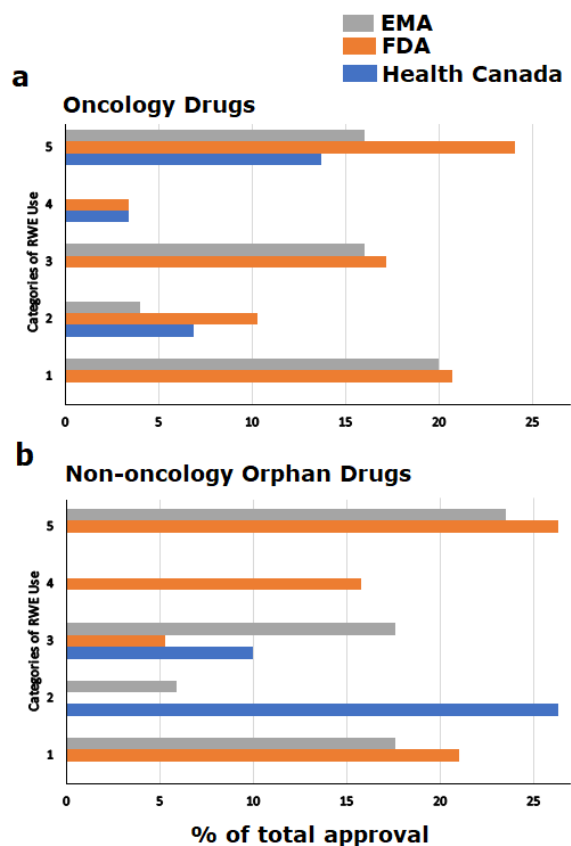 EMA
FDA
Health Canada
a
Oncology Drugs
Categories of RWE Use
5
4
3
2
1
0 5 10 15 20 25
b
Non-oncology Orphan Drugs
Categories of RWE Use
5
4
3
2
1
0 5 10 15 20 25
% of total approval